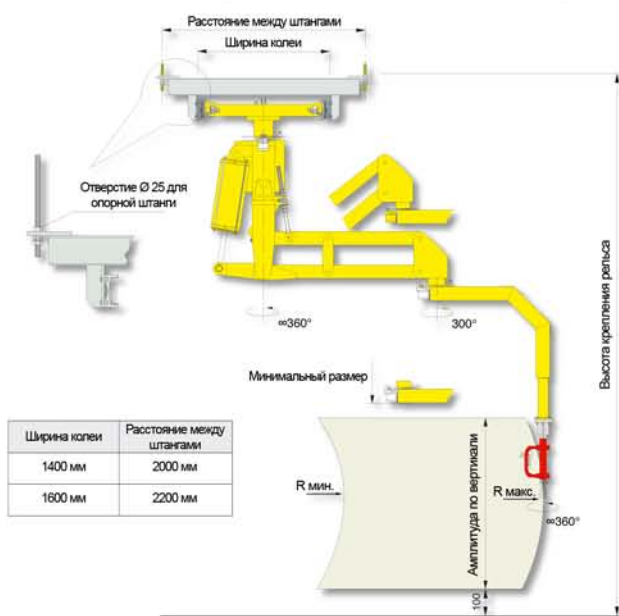 Расстояние между штангами
Ширина колеи
Отверстие Ø 25 для
опорной штанги
∞360°
300°
Высота крепления рельса
Минимальный размер
Ширина колеи
Расстояние между
штангами
1400 мм
2000 мм
1600 мм
2200 мм
R мин.
Амплитуда по вертикали
R макс.
∞360°
100